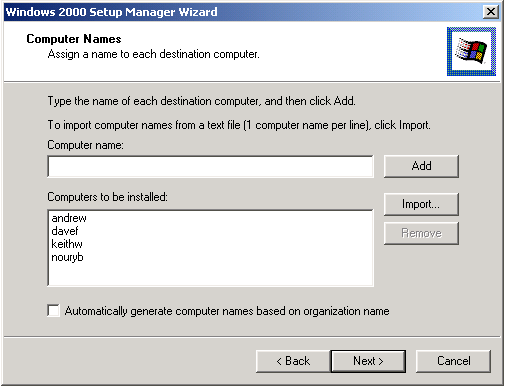 Windows 2000 Setup Manager Wizard
Computer Names
Assign a name to each destination computer.
Type the name of each destination computer, and then click Add.
To import computer names from a text file (1 computer name per line), click Import.
Computer name:
Add
Computers to be installed:
Import...
andrew
davef
Remove
keithw
nouryb
Automatically generate computer names based on organization name
< Back
Next >
Cancel